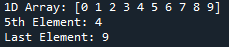 1D Array: [0 1 2 3 4 5 6 7 8 9]
5th Element: 4
Last Element: 9